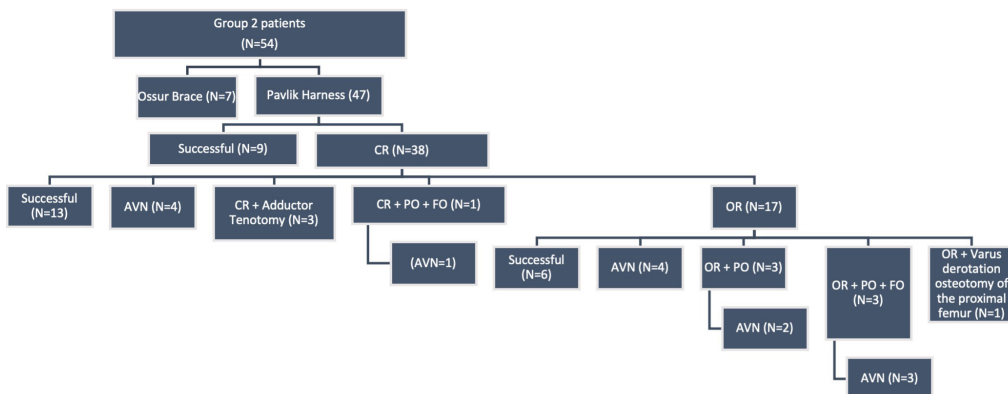 Group 2 patients
(N=54)
Ossur Brace (N=7)
Pavlik Harness (47)
Successful (N=9)
CR (N=38)
Successful
(N=13)
AVN (N=4)
CR + Adductor
Tenotomy (N=3)
CR + PO + FO (N=1)
OR (N=17)
(AVN=1)
Successful
(N=6)
AVN (N=4)
OR + PO (N=3)
OR + PO + FO
(N=3)
OR + Varus
derotation
osteotomy of
the proximal
femur (N=1)
AVN (N=2)
AVN (N=3)